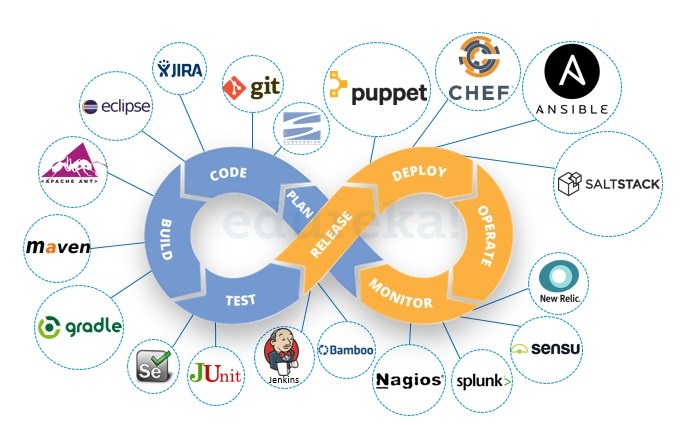 JIRA
git
puppet
CHEF
ANSIBLE
eclipse
SUBVERSION
<APACHE ANT>
SALTSTACK
CODE
PLAN
RELEASE
DEPLOY
OPERATE
MONITOR
BUILD
TEST
edureka!
maven
gradle
Se
JUnit
Jenkins
Bamboo
Nagios®
splunk>
sensu
New Relic.